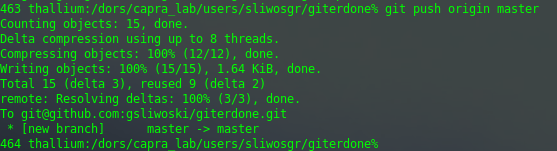 463 thallium:/dors/capra_lab/users/sliwosgr/giterdone% git push origin master
Counting objects: 15, done.
Delta compression using up to 8 threads.
Compressing objects: 100% (12/12), done.
Writing objects: 100% (15/15), 1.64 KiB, done.
Total 15 (delta 3), reused 9 (delta 2)
remote: Resolving deltas: 100% (3/3), done.
To git@github.com:gsliwoski/giterdone.git
 * [new branch]      master -> master
464 thallium:/dors/capra_lab/users/sliwosgr/giterdone%